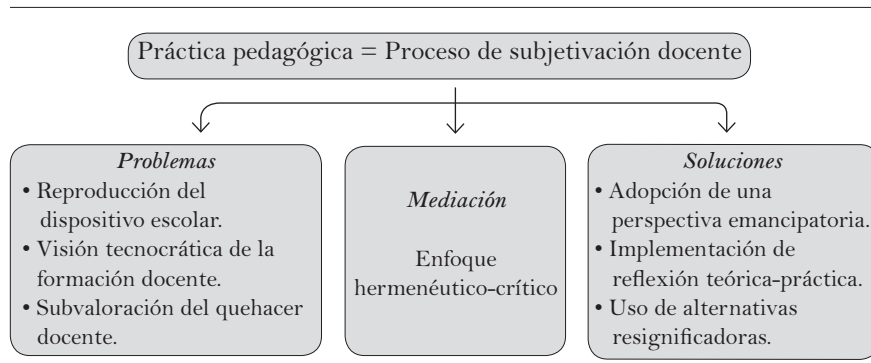 Práctica pedagógica = Proceso de subjetivación docente
Problemas
• Reproducción del
dispositivo escolar.
• Visión tecnocrática de la
formación docente.
• Subvaloración del quehacer
docente.
Mediación
Enfoque
hermenéutico-crítico
Soluciones
• Adopción de una
perspectiva emancipatoria.
• Implementación de
reflexión teórica-práctica.
• Uso de alternativas
resignificadoras.